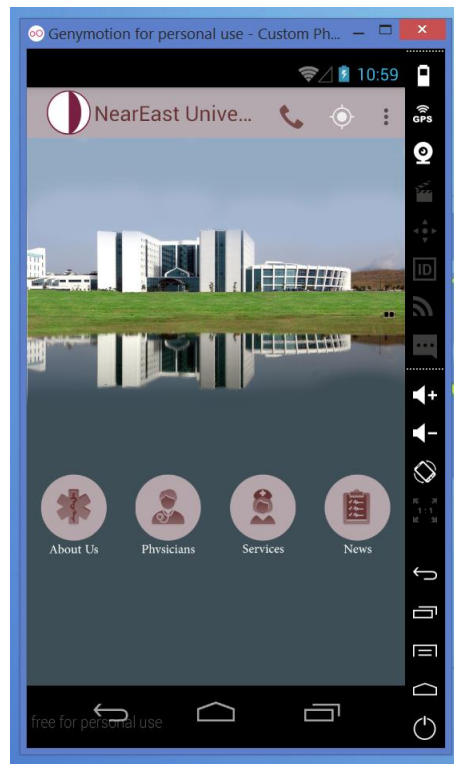 Genymotion for personal use - Custom Ph...
10:59
NearEast Unive...
GPS
ID
1 : 1
About Us
Physicians
Services
News
free for personal use